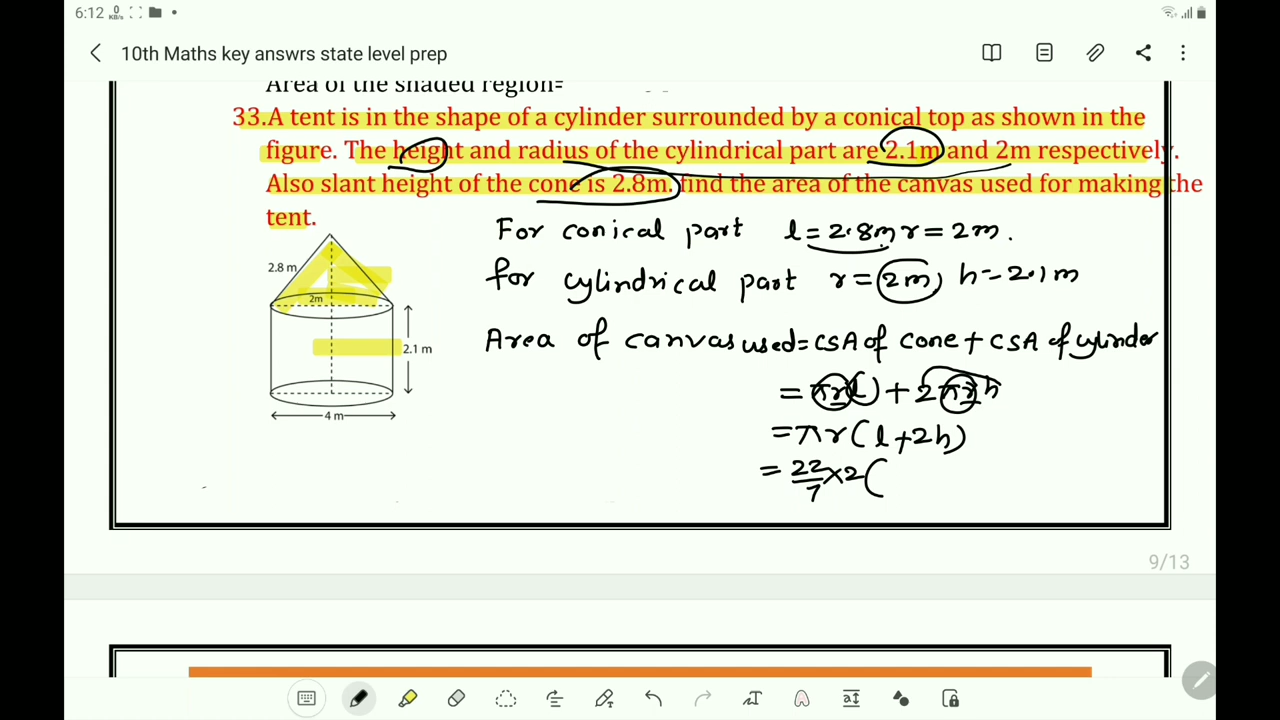 6:12 0 KB/s
10th Maths key answrs state level prep
Area of the shaded region=
33.A tent is in the shape of a cylinder surrounded by a conical top as shown in the
figure. The height and radius of the cylindrical part are 2.1m and 2m respectively.
Also slant height of the cone is 2.8m. find the area of the canvas used for making the
tent.
For conical part l=2.8m r=2m.
for cylindrical part r=2m, h-2.1m
2.8 m
2m
2.1 m
4 m
Area of canvas used=CSA of cone+CSA of cylinder
=πr(l)+2πrh
=πr(l+2h)
=22/7×2(
9/13